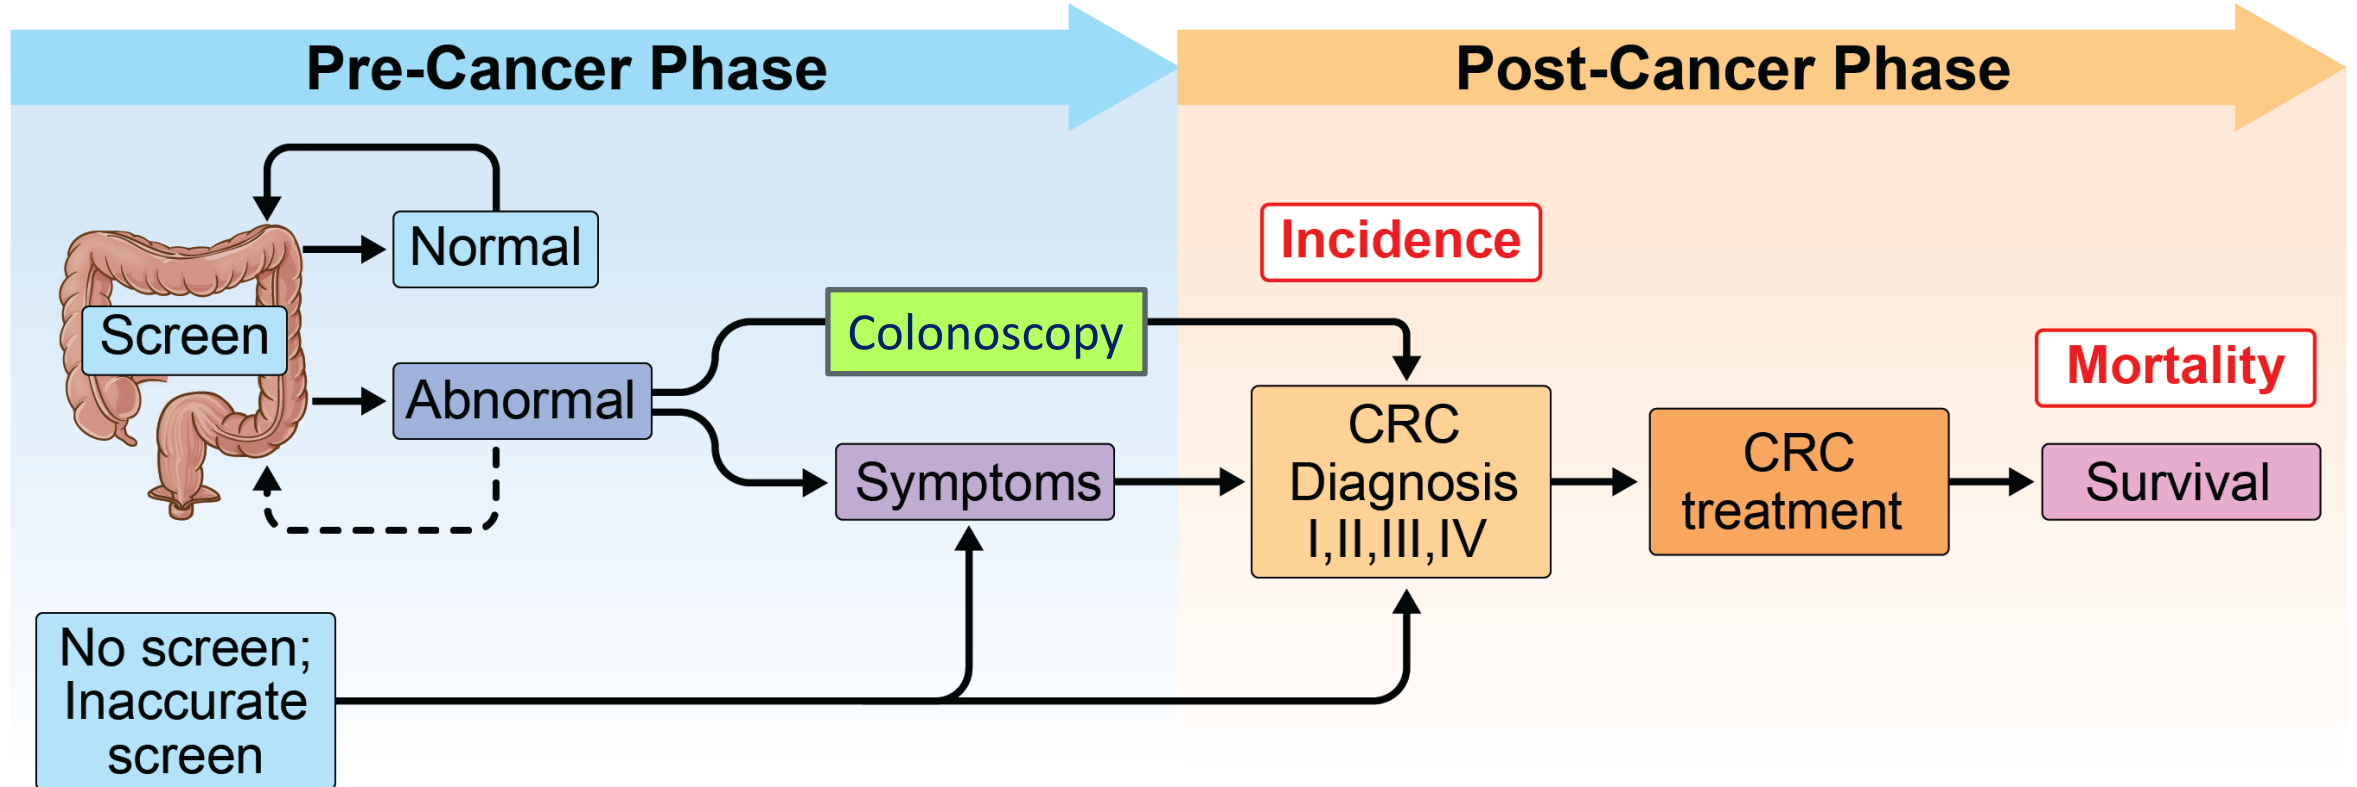 Pre-Cancer Phase
Post-Cancer Phase
Normal
Screen
Abnormal
Colonoscopy
Symptoms
No screen;
Inaccurate
screen
Incidence
CRC
Diagnosis
I,II,III,IV
CRC
treatment
Mortality
Survival